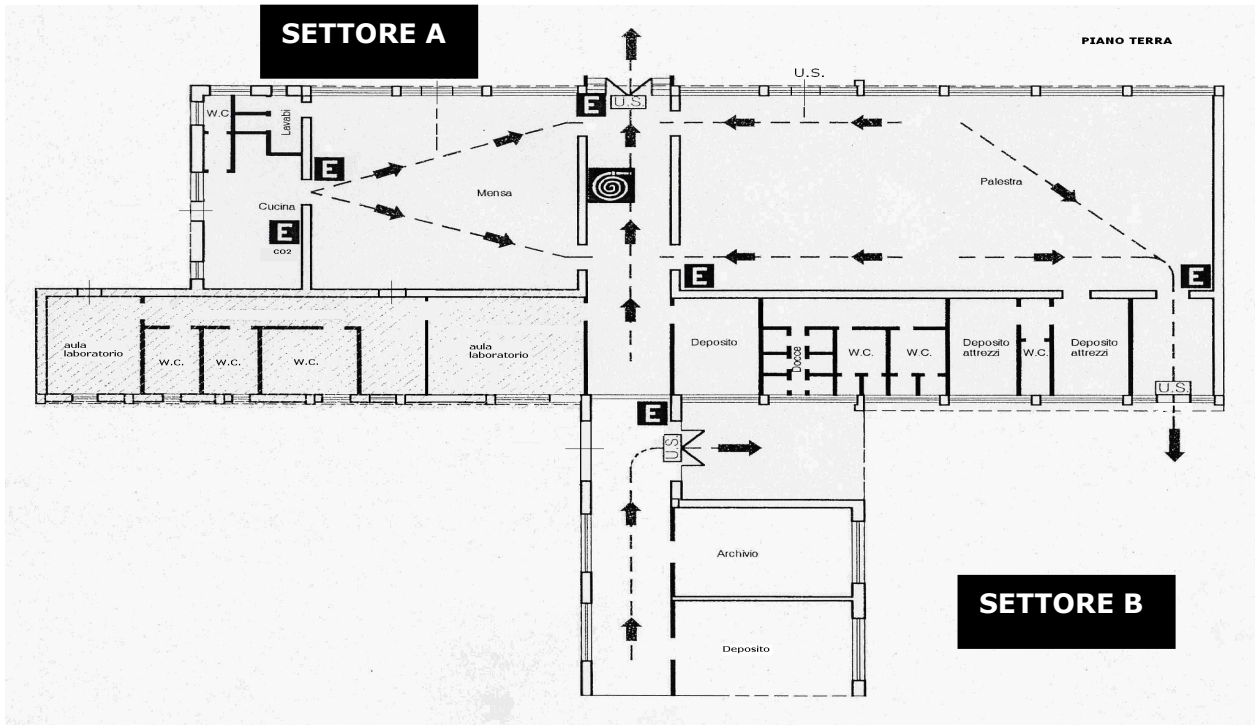 SETTORE A
PIANO TERRA
U.S.
E
U.S.
W.C.
Lavabi
E
Mensa
Palestra
Cucina
E
CO2
E
E
aula
laboratorio
W.C.
W.C.
W.C.
aula
laboratorio
Deposito
Docce
W.C.
W.C.
Deposito
attrezzi
W.C.
Deposito
attrezzi
U.S.
E
U.S
Archivio
SETTORE B
Deposito